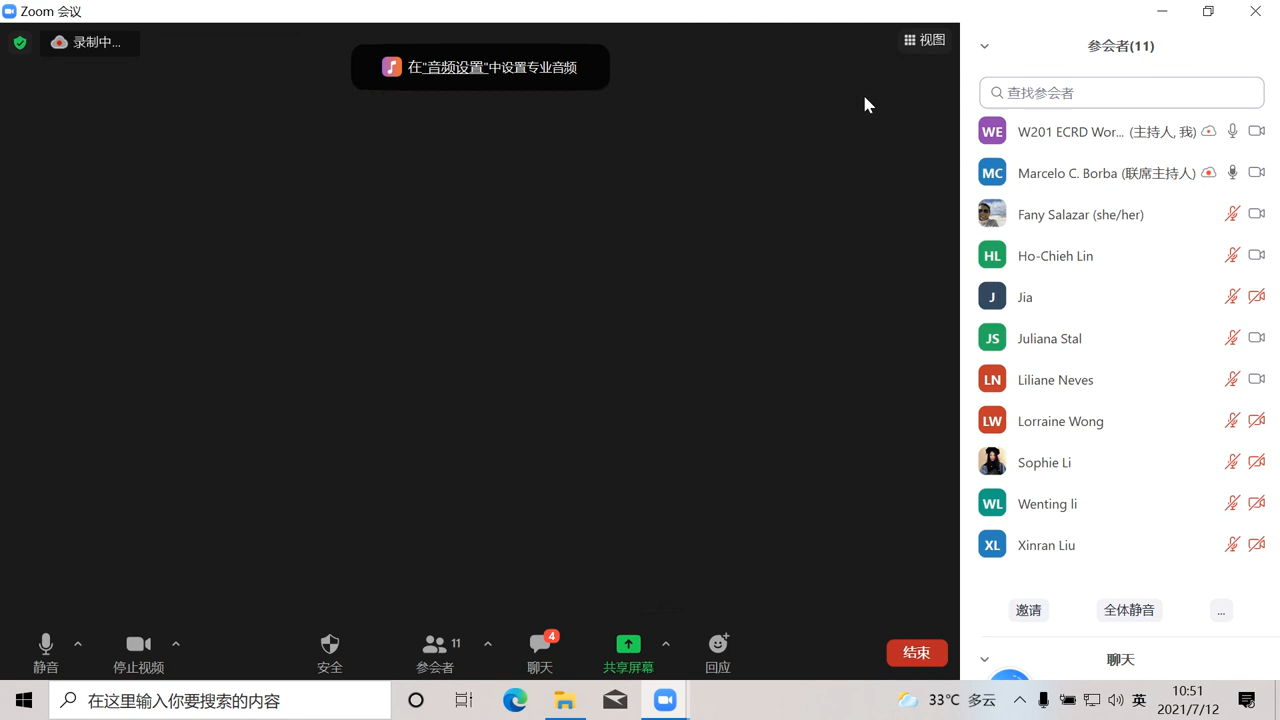 Zoom 会议
录制中...
在"音频设置"中设置专业音频
视图
参会者(11)
查找参会者
WE W201 ECRD Wor... (主持人, 我)
MC Marcelo C. Borba (联席主持人)
Fany Salazar (she/her)
HL Ho-Chieh Lin
J Jia
JS Juliana Stal
LN Liliane Neves
LW Lorraine Wong
Sophie Li
WL Wenting li
XL Xinran Liu
邀请 全体静音 ...
聊天
静音 停止视频 安全 参会者 11 聊天 4 共享屏幕 回应 结束
在这里输入你要搜索的内容
33°C 多云 英
10:51
2021/7/12